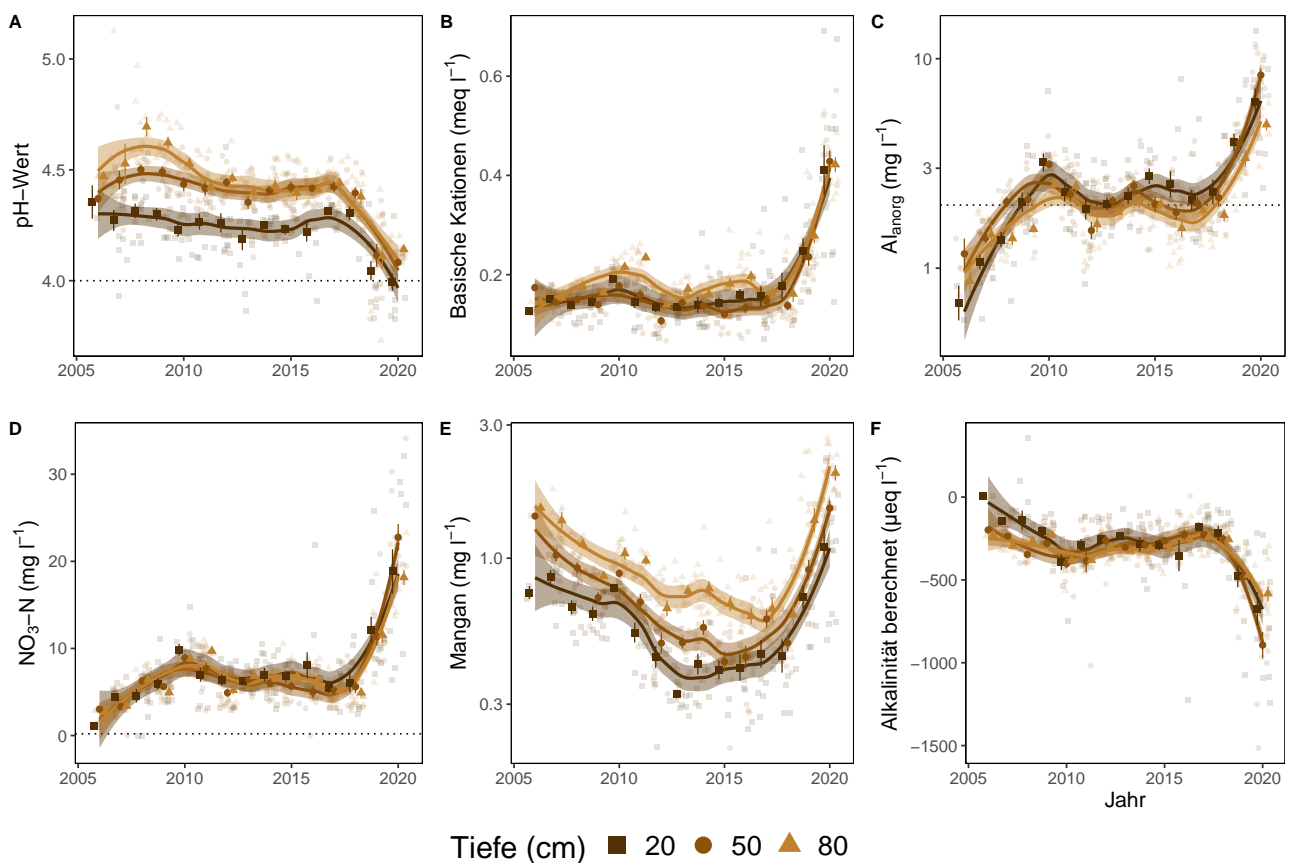 A
pH−Wert
5.0
4.5
4.0
2005 2010 2015 2020
B
Basische Kationen (meq l⁻¹)
0.6
0.4
0.2
2005 2010 2015 2020
C
Al_anorg (mg l⁻¹)
10
3
1
2005 2010 2015 2020
D
NO₃−N (mg l⁻¹)
30
20
10
0
2005 2010 2015 2020
E
Mangan (mg l⁻¹)
3.0
1.0
0.3
2005 2010 2015 2020
F
Alkalinität berechnet (µeq l⁻¹)
0
−500
−1000
−1500
2005 2010 2015 2020
Jahr
Tiefe (cm) 20 50 80